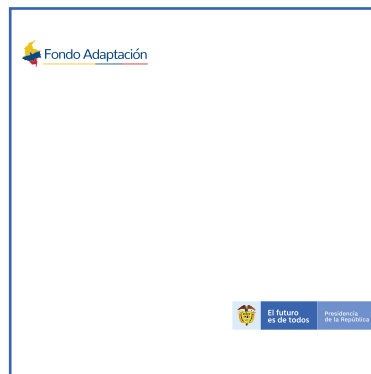 Fondo Adaptación
El futuro
es de todos
Presidencia
de la República